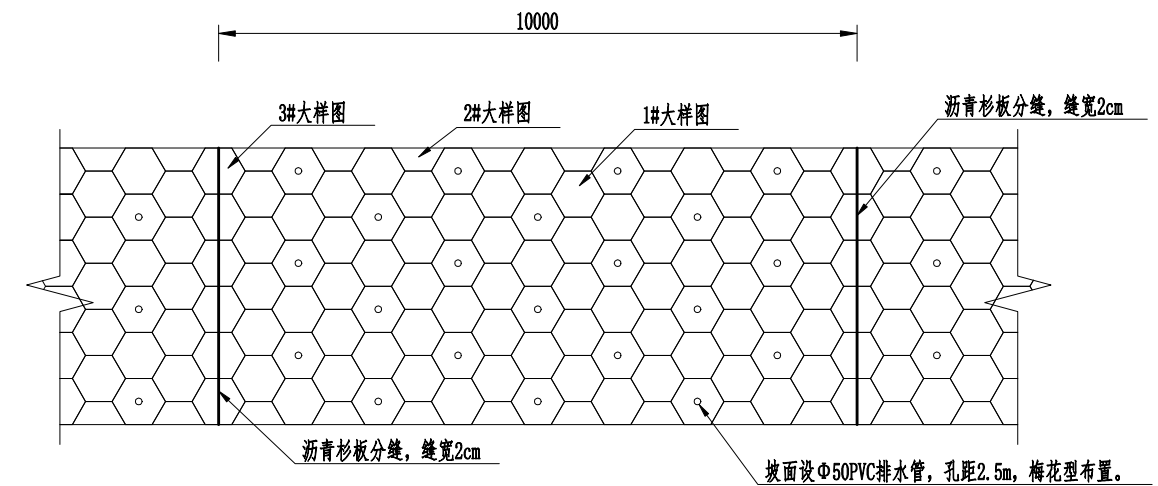 10000
3#大样图
2#大样图
1#大样图
沥青杉板分缝，缝宽2cm
沥青杉板分缝，缝宽2cm
坡面设Φ50PVC排水管，孔距2.5m，梅花型布置。